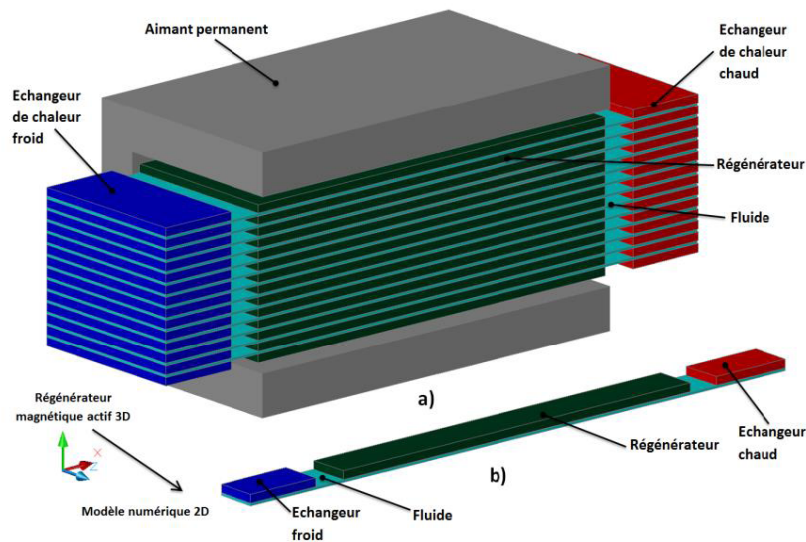 Aimant permanent
Echangeur
de chaleur
chaud
Echangeur
de chaleur
froid
Régénérateur
Fluide
a)
Régénérateur
magnétique actif 3D
X
Z
Modèle numérique 2D
Régénérateur
Echangeur
chaud
b)
Echangeur
froid
Fluide